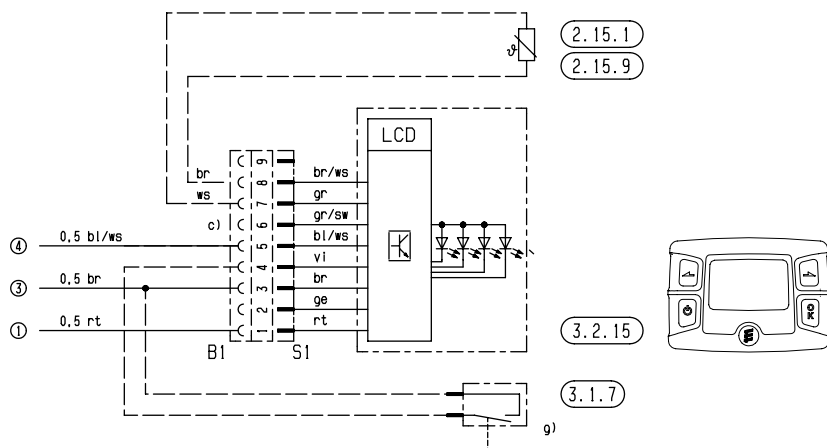 2.15.1
2.15.9
ϑ
LCD
9
br
8
br/ws
ws
7
gr
c)
6
gr/sw
④
0,5 bl/ws
5
bl/ws
4
vi
③
0,5 br
3
br
2
ge
①
0,5 rt
1
rt
B1
S1
3.2.15
OK
3.1.7
g)